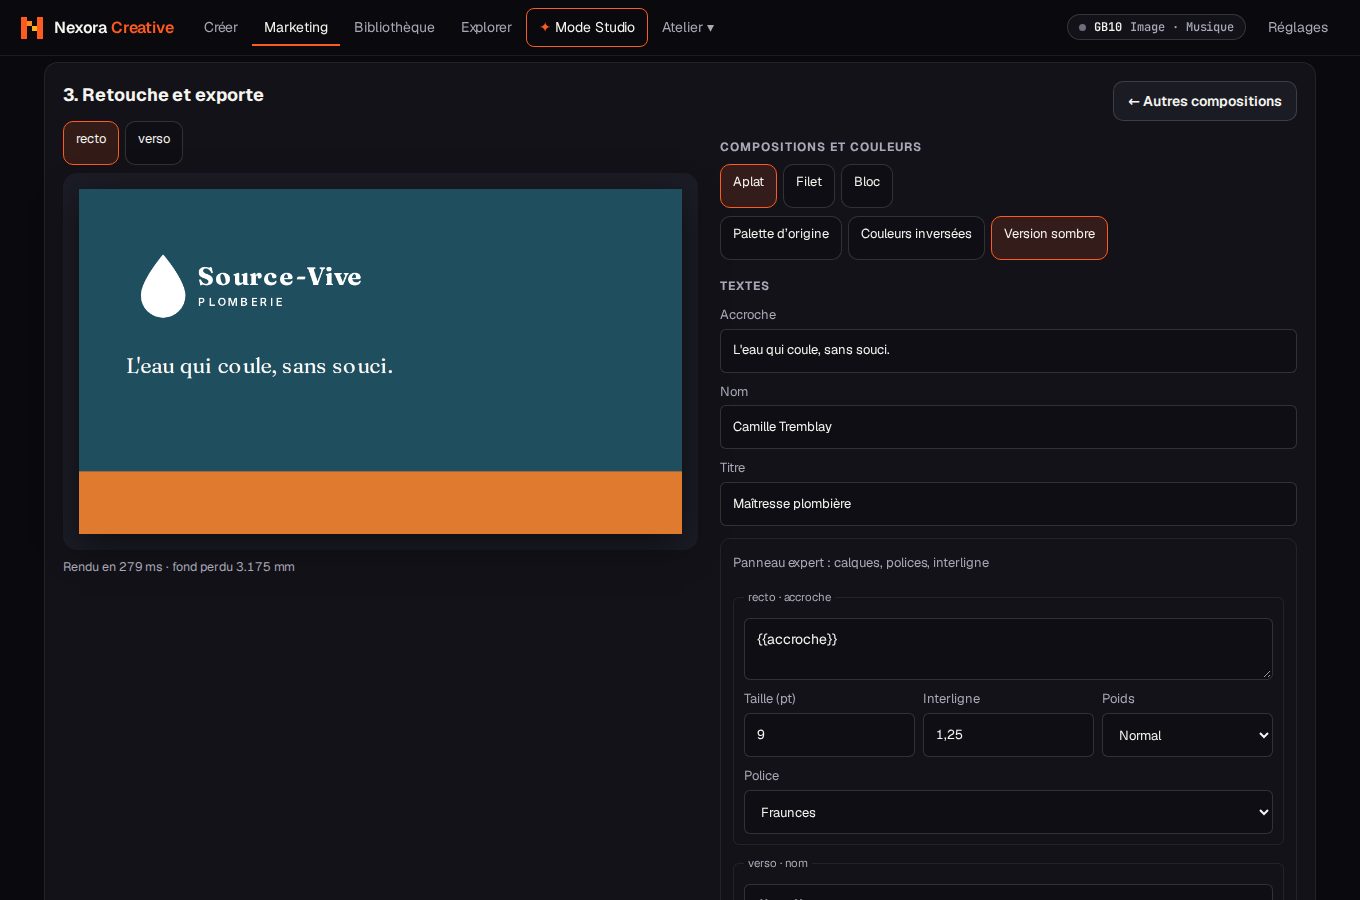 Nexora Creative
Créer
Marketing
Bibliothèque
Explorer
✦ Mode Studio
Atelier ▾
GB10 Image · Musique
Réglages
3. Retouche et exporte
← Autres compositions
recto
verso
Source-Vive
PLOMBERIE
L'eau qui coule, sans souci.
Rendu en 279 ms · fond perdu 3.175 mm
COMPOSITIONS ET COULEURS
Aplat
Filet
Bloc
Palette d’origine
Couleurs inversées
Version sombre
TEXTES
Accroche
L'eau qui coule, sans souci.
Nom
Camille Tremblay
Titre
Maîtresse plombière
Panneau expert : calques, polices, interligne
recto · accroche
{{accroche}}
Taille (pt)
Interligne
Poids
9
1,25
Normal
Police
Fraunces
verso · nom